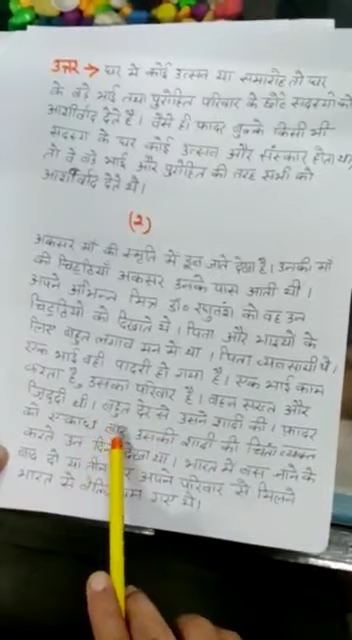 उत्तर → घर में कोई उत्सव या समारोह हो तो घर
के बड़े भाई तथा पुरोहित परिवार के छोटे सदस्यों को
आशीर्वाद देते है। वैसे ही फादर बुल्के किसी भी
सदस्य के घर कोई उत्सव और संस्कार होता था
तो वे बड़े भाई और पुरोहित की तरह सभी को
आशीर्वाद देते थे।
(2)
अकसर माँ की स्मृति में डूब जाते देखा है। उनकी माँ
की चिट्ठियाँ अकसर उनके पास आती थी।
अपने अभिन्न मित्र डॉ० रघुवंश को वह उन
चिट्ठियों को दिखाते थे। पिता और भाइयों के
लिए बहुत लगाव मन में था। पिता व्यवसायी थे।
एक भाई वही पादरी हो गया है। एक भाई काम
करता है, उसका परिवार है। बहन सख्त और
ज़िद्दी थी। बहुत देर से उसने शादी की। फ़ादर
को एकाध बार उसकी शादी की चिंता व्यक्त
करते उन दिनों देखा था। भारत में बस जाने के
बाद दो या तीन बार अपने परिवार से मिलने
भारत से बेल्जियम गए थे।